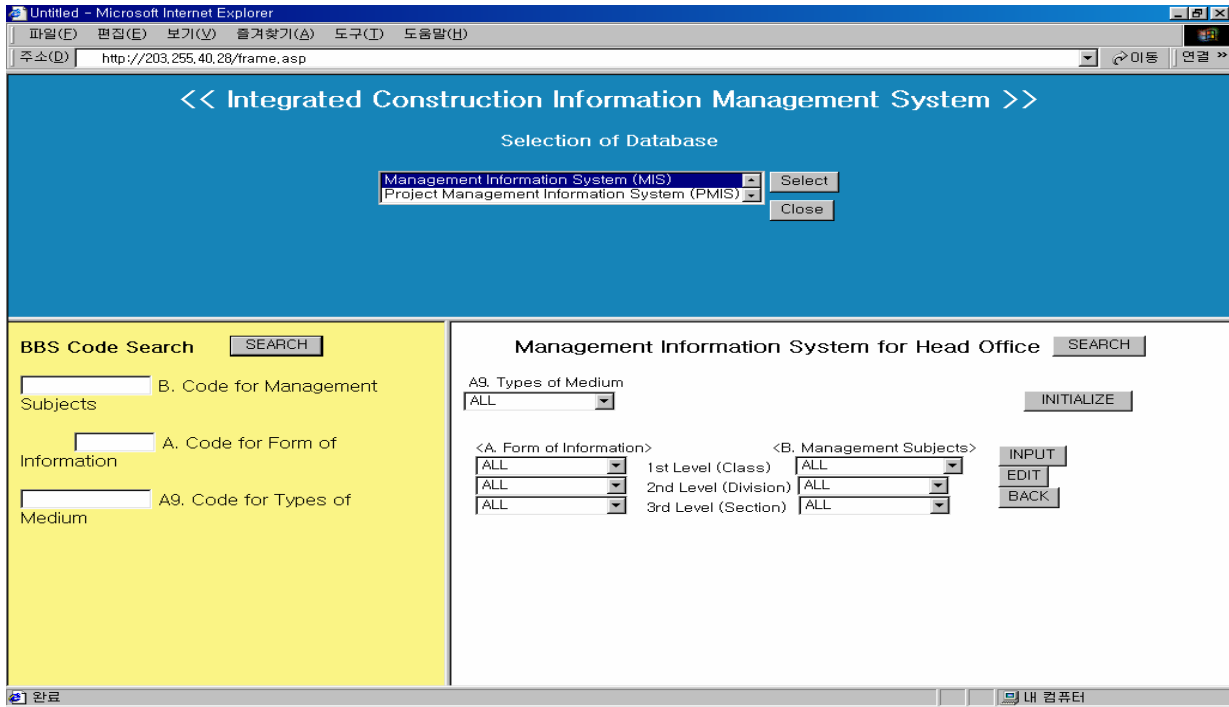 Untitled - Microsoft Internet Explorer
파일(F) 편집(E) 보기(V) 즐겨찾기(A) 도구(T) 도움말(H)
주소(D) http://203,255,40,28/frame,asp 이동 연결 »
<< Integrated Construction Information Management System >>
Selection of Database
Management Information System (MIS) Select
Project Management Information System (PMIS)
Close
BBS Code Search SEARCH
B. Code for Management
Subjects
A. Code for Form of
Information
A9. Code for Types of
Medium
Management Information System for Head Office SEARCH
A9. Types of Medium
ALL INITIALIZE
<A. Form of Information> <B. Management Subjects>
ALL 1st Level (Class) ALL INPUT
ALL 2nd Level (Division) ALL EDIT
ALL 3rd Level (Section) ALL BACK
완료 내 컴퓨터